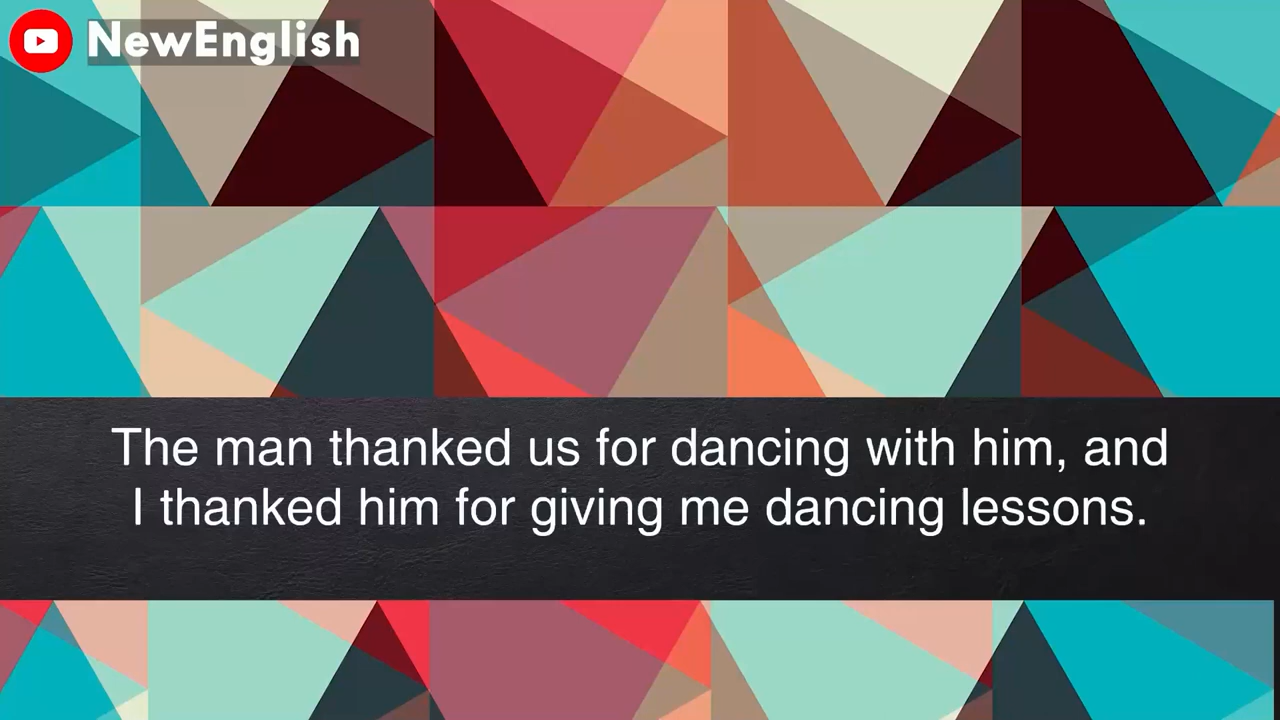 NewEnglish
The man thanked us for dancing with him, and
I thanked him for giving me dancing lessons.